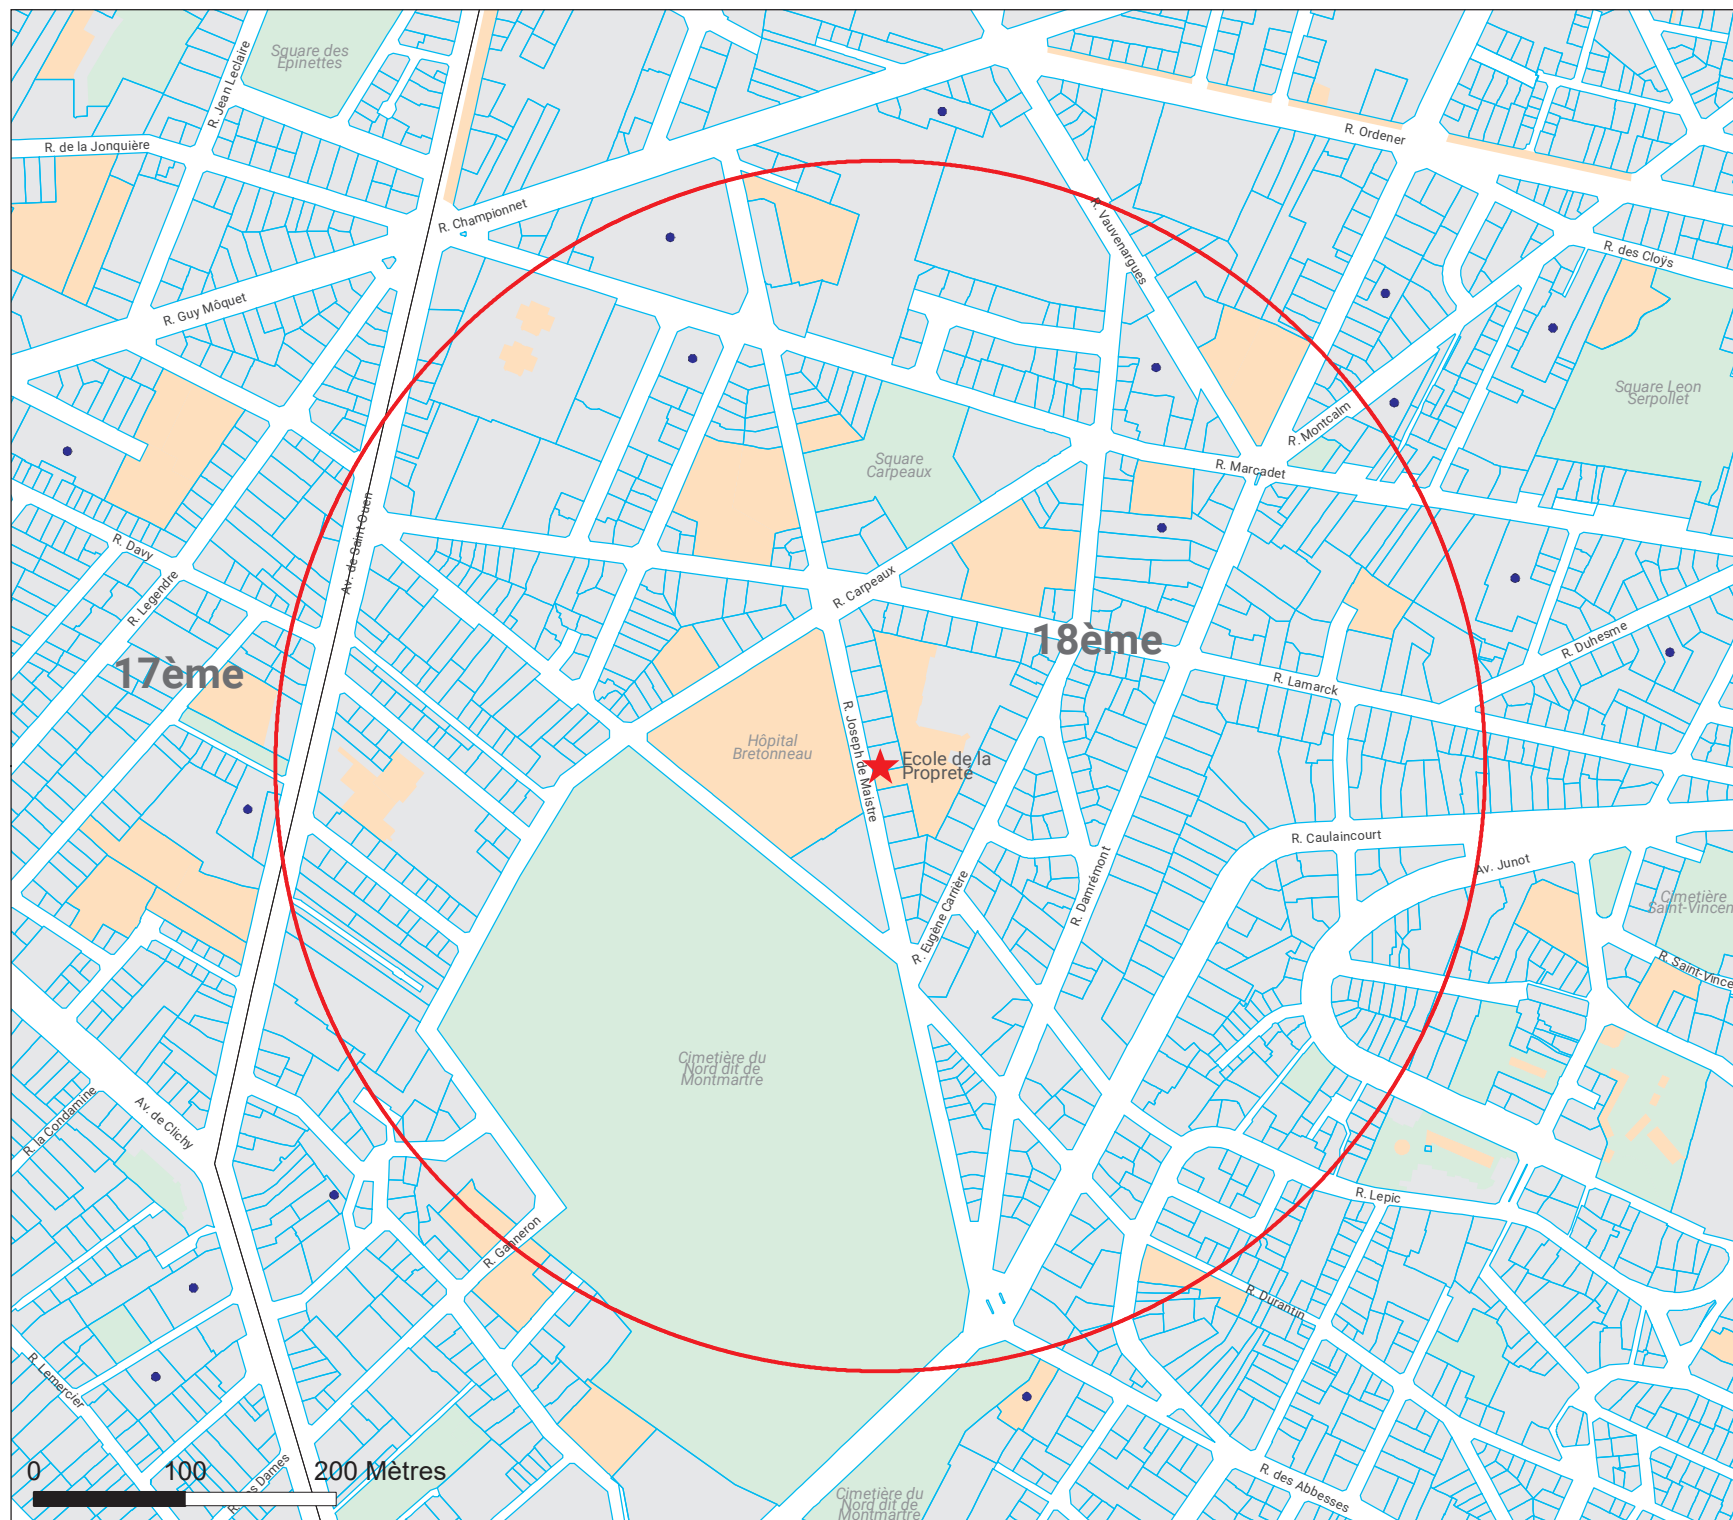 Square des
Epinettes
R. Jean Leclaire
R. de la Jonquière
R. Ordener
R. Championnet
R. Vauvenargues
R. des Cloÿs
R. Guy Môquet
Square Leon
Serpollet
R. Montcalm
Square
Carpeaux
R. Marcadet
Av. de Saint Ouen
R. Davy
R. Legendre
R. Carpeaux
18ème
R. Duhesme
17ème
R. Lamarck
R. Joseph de Maistre
Hôpital
Bretonneau
Ecole de la
Propreté
R. Caulaincourt
Av. Junot
R. Eugène Carrière
R. Damrémont
Cimetière
Saint-Vincen
R. Saint-Vince
Cimetière du
Nord dit de
Montmartre
R. la Condamine
Av. de Clichy
R. Lepic
R. Ganneron
R. Durantin
R. Lemercier
0 100 200 Mètres
R. des Dames
R. des Abbesses
Cimetière du
Nord dit de
Montmartre